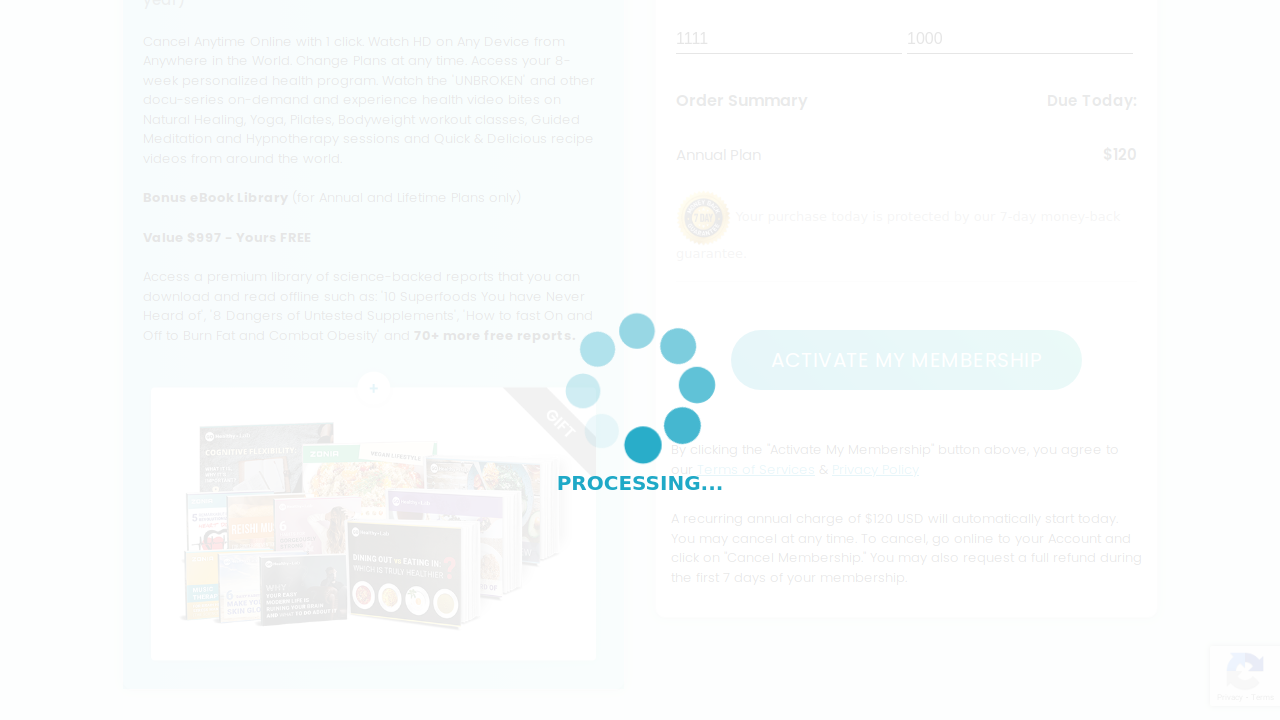 year)
Cancel Anytime Online with 1 click. Watch HD on Any Device from
Anywhere in the World. Change Plans at any time. Access your 8-
week personalized health program. Watch the 'UNBROKEN' and other
docu-series on-demand and experience health video bites on
Natural Healing, Yoga, Pilates, Bodyweight workout classes, Guided
Meditation and Hypnotherapy sessions and Quick & Delicious recipe
videos from around the world.
Bonus eBook Library (for Annual and Lifetime Plans only)
Value $997 - Yours FREE
Access a premium library of science-backed reports that you can
download and read offline such as: '10 Superfoods You have Never
Heard of', '8 Dangers of Untested Supplements', 'How to fast On and
Off to Burn Fat and Combat Obesity' and 70+ more free reports.
+
GIFT
COGNITIVE FLEXIBILITY
VEGAN LIFESTYLE
DINING OUT vs EATING IN:
WHICH IS TRULY HEALTHIER ?
WHY
1111 1000
Order Summary Due Today:
Annual Plan $120
7 DAY
Your purchase today is protected by our 7-day money-back
guarantee.
ACTIVATE MY MEMBERSHIP
PROCESSING...
By clicking the "Activate My Membership" button above, you agree to
our Terms of Services & Privacy Policy
A recurring annual charge of $120 USD will automatically start today.
You may cancel at any time. To cancel, go online to your Account and
click on "Cancel Membership." You may also request a full refund during
the first 7 days of your membership.
Privacy - Terms